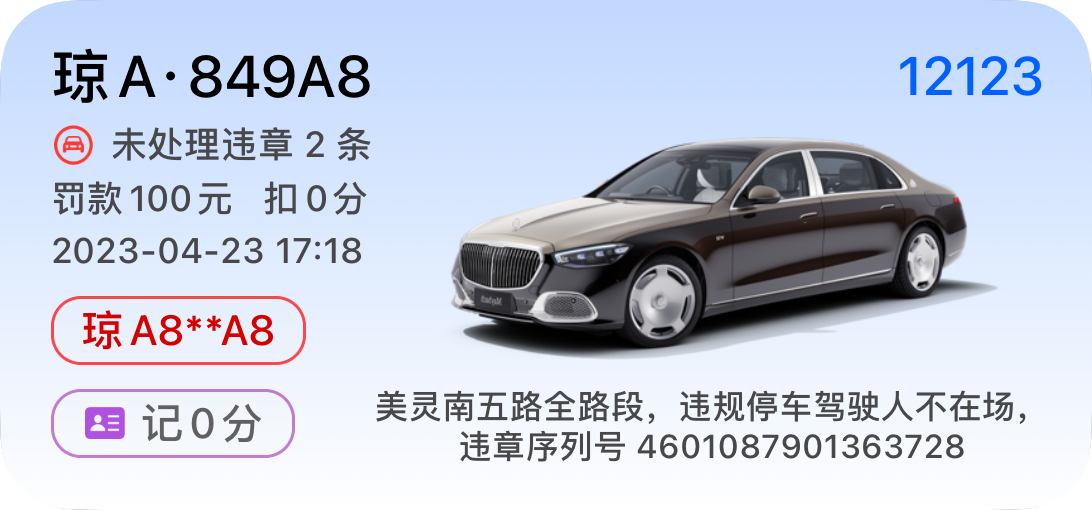 琼A·849A8
12123
未处理违章 2 条
罚款100元 扣0分
2023-04-23 17:18
琼A8**A8
记0分
美灵南五路全路段，违规停车驾驶人不在场，
违章序列号 4601087901363728